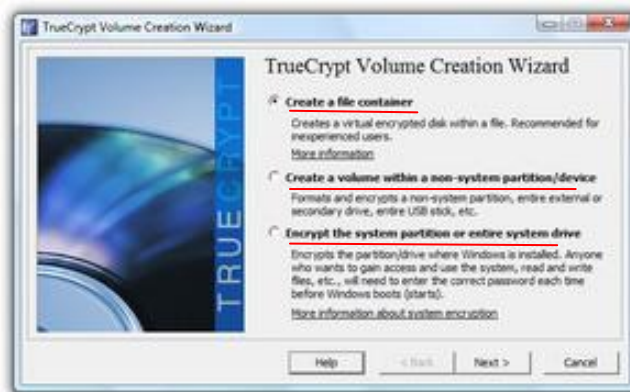 TrueCrypt Volume Creation Wizard
TRUECRYPT
TrueCrypt Volume Creation Wizard
Create a file container
Creates a virtual encrypted disk within a file. Recommended for
inexperienced users.
More information
Create a volume within a non-system partition/device
Formats and encrypts a non-system partition, entire external or
secondary drive, entire USB stick, etc.
Encrypt the system partition or entire system drive
Encrypts the partition/drive where Windows is installed. Anyone
who wants to gain access and use the system, read and write
files, etc., will need to enter the correct password each time
before Windows boots (starts).
More information about system encryption
Help
< Back
Next >
Cancel